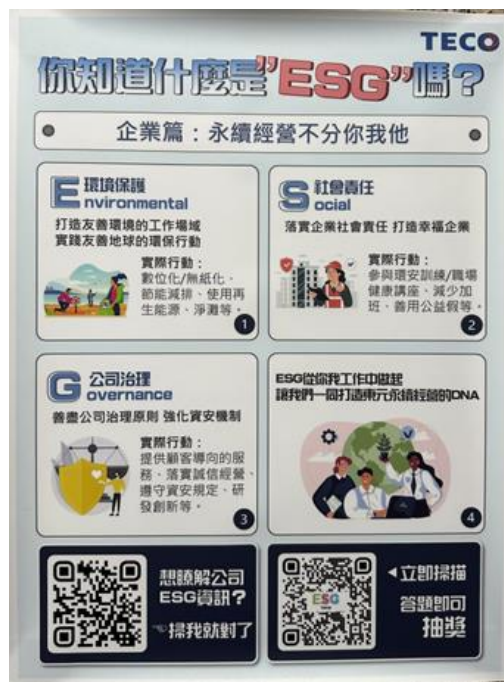 TECO
你知道什麼是"ESG"嗎?
企業篇：永續經營不分你我他
E 環境保護
nvironmental
打造友善環境的工作場域
實踐友善地球的環保行動
實際行動：
數位化/無紙化、
節能減排、使用再
生能源、淨灘等。
1
S 社會責任
ocial
落實企業社會責任 打造幸福企業
實際行動：
參與環安訓練/職場
健康講座、減少加
班、善用公益假等。
2
G 公司治理
overnance
善盡公司治理原則 強化資安機制
實際行動：
提供顧客導向的服
務、落實誠信經營、
遵守資安規定、研
發創新等。
3
ESG從你我工作中做起
讓我們一同打造東元永續經營的DNA
4
想瞭解公司
ESG資訊?
☜掃我就對了
ESG
◀立即掃描
答題即可
抽獎